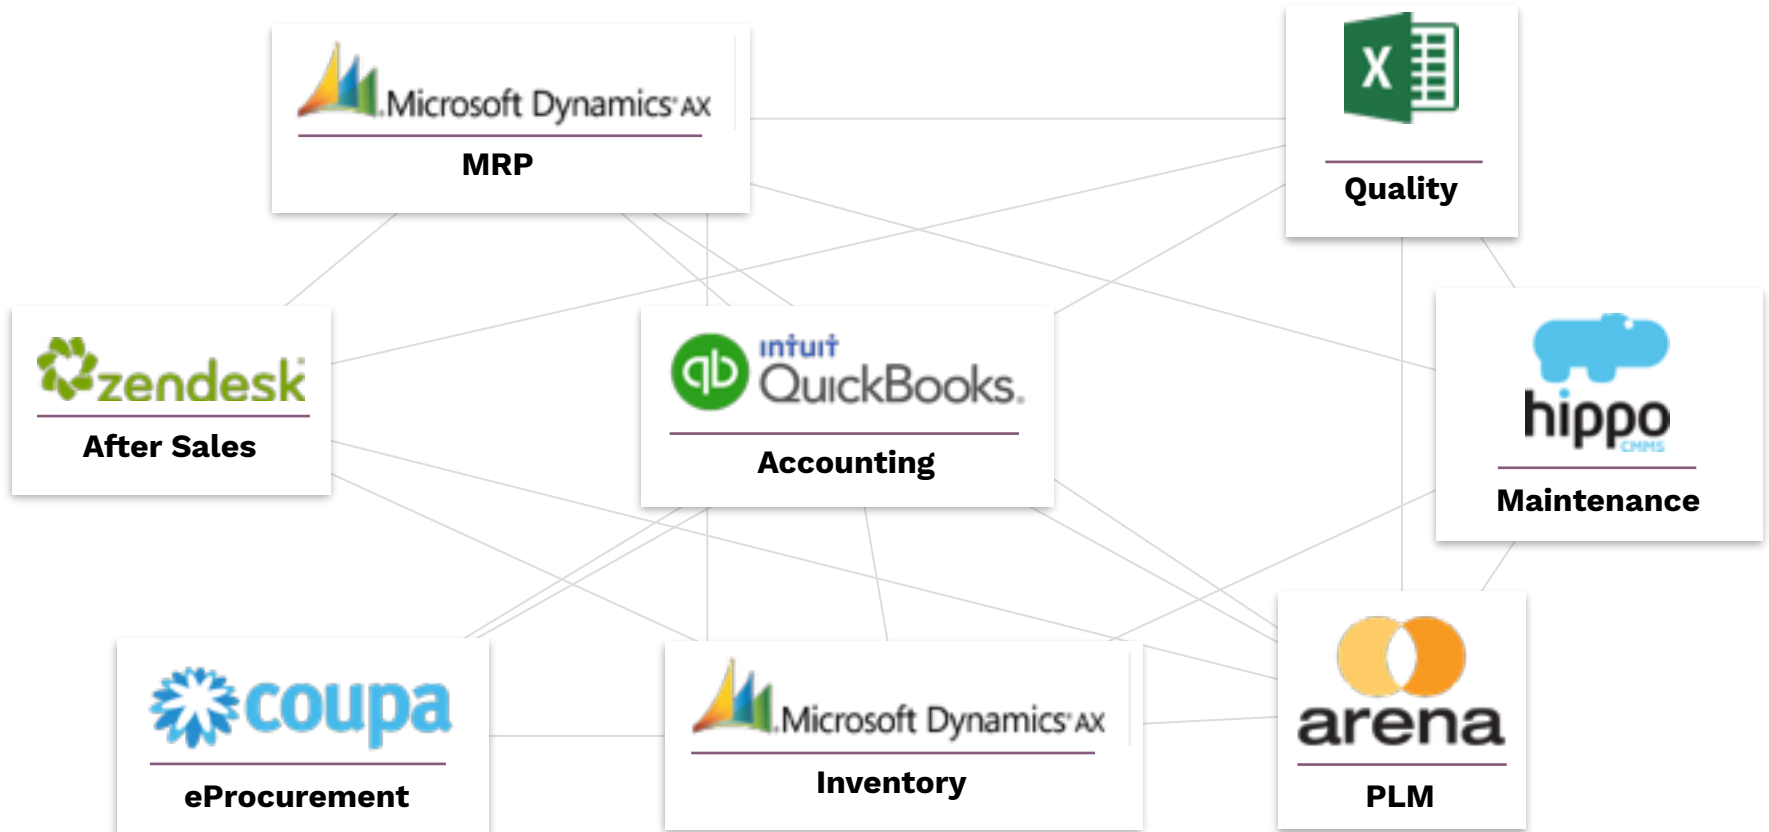 Microsoft Dynamics AX
MRP
X
Quality
zendesk
After Sales
qb
intuit
QuickBooks.
Accounting
hippo
CMMS
Maintenance
coupa
eProcurement
Microsoft Dynamics AX
Inventory
arena
PLM